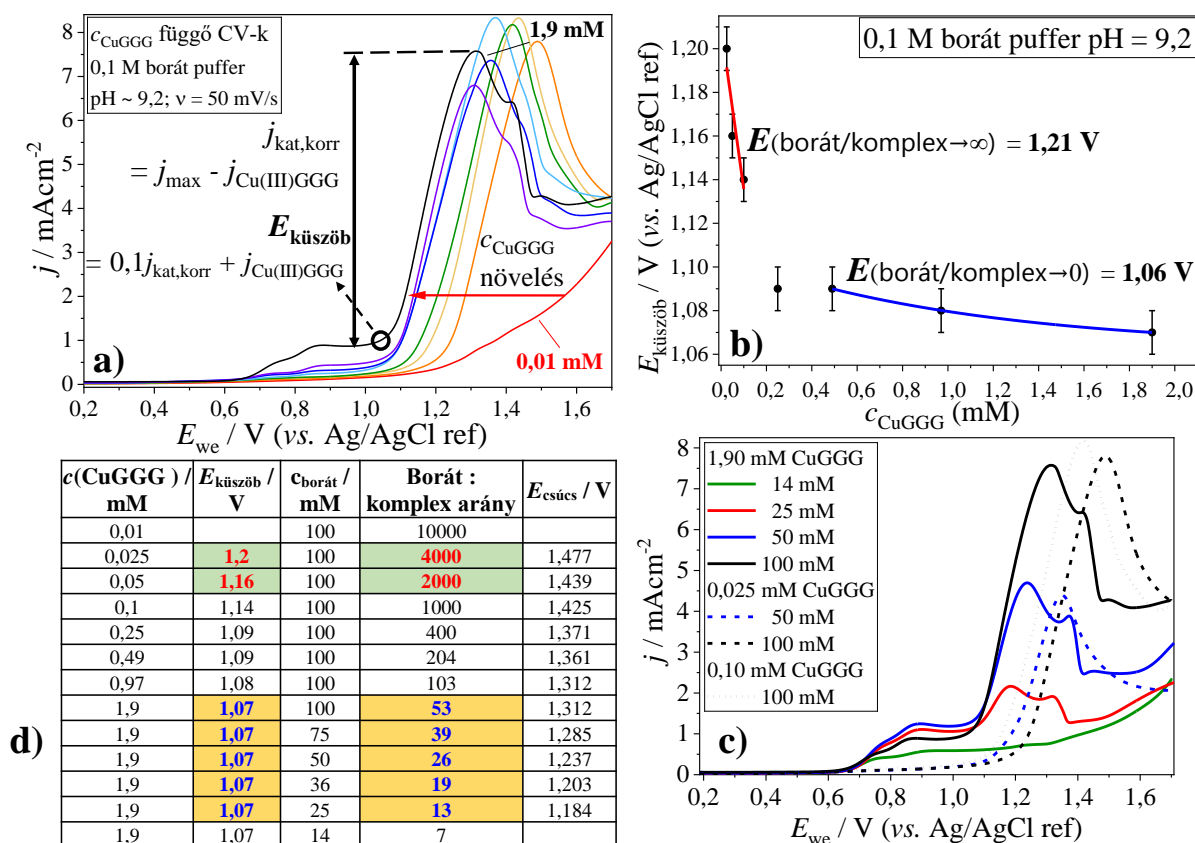 c_CuGGG függő CV-k
0,1 M borát puffer
pH ~ 9,2; ν = 50 mV/s
1,9 mM
j_kat,korr
= j_max - j_Cu(III)GGG
E_küszöb
= 0,1j_kat,korr + j_Cu(III)GGG
c_CuGGG
növelés
0,01 mM
a)
j / mAcm⁻²
8
7
6
5
4
3
2
1
0
0,2 0,4 0,6 0,8 1,0 1,2 1,4 1,6
E_we / V (vs. Ag/AgCl ref)
0,1 M borát puffer pH = 9,2
E(borát/komplex→∞) = 1,21 V
E(borát/komplex→0) = 1,06 V
b)
E_küszöb / V (vs. Ag/AgCl ref)
1,20
1,18
1,16
1,14
1,12
1,10
1,08
1,06
0,0 0,2 0,4 0,6 0,8 1,0 1,2 1,4 1,6 1,8 2,0
c_CuGGG (mM)
d)
c(CuGGG ) / mM E_küszöb / V c_borát / mM Borát : komplex arány E_csúcs / V
0,01 100 10000
0,025 1,2 100 4000 1,477
0,05 1,16 100 2000 1,439
0,1 1,14 100 1000 1,425
0,25 1,09 100 400 1,371
0,49 1,09 100 204 1,361
0,97 1,08 100 103 1,312
1,9 1,07 100 53 1,312
1,9 1,07 75 39 1,285
1,9 1,07 50 26 1,237
1,9 1,07 36 19 1,203
1,9 1,07 25 13 1,184
1,9 1,07 14 7
1,90 mM CuGGG
14 mM
25 mM
50 mM
100 mM
0,025 mM CuGGG
50 mM
100 mM
0,10 mM CuGGG
100 mM
c)
j / mAcm⁻²
8
7
6
5
4
3
2
1
0
0,2 0,4 0,6 0,8 1,0 1,2 1,4 1,6
E_we / V (vs. Ag/AgCl ref)